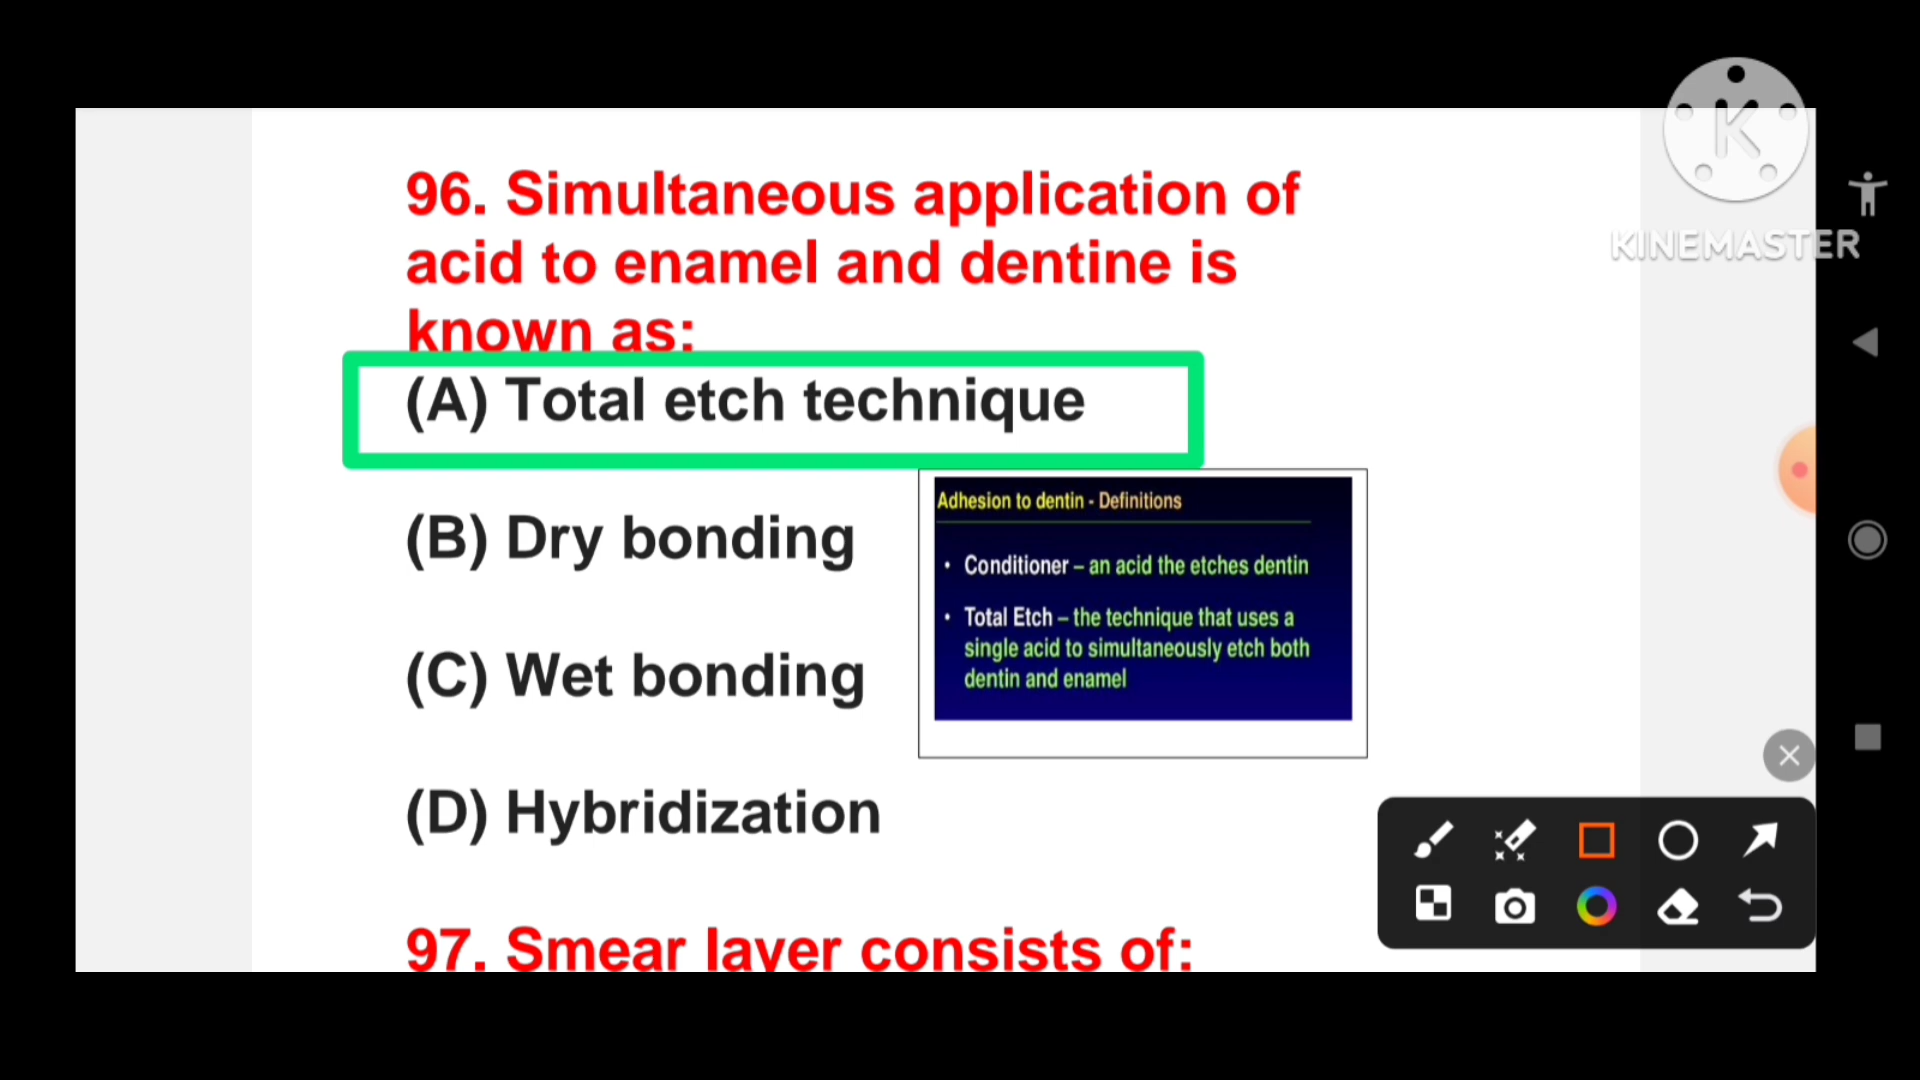 KINEMASTER
96. Simultaneous application of
acid to enamel and dentine is
known as:
(A) Total etch technique
(B) Dry bonding
(C) Wet bonding
(D) Hybridization
Adhesion to dentin - Definitions
• Conditioner – an acid the etches dentin
• Total Etch – the technique that uses a
single acid to simultaneously etch both
dentin and enamel
97. Smear layer consists of: